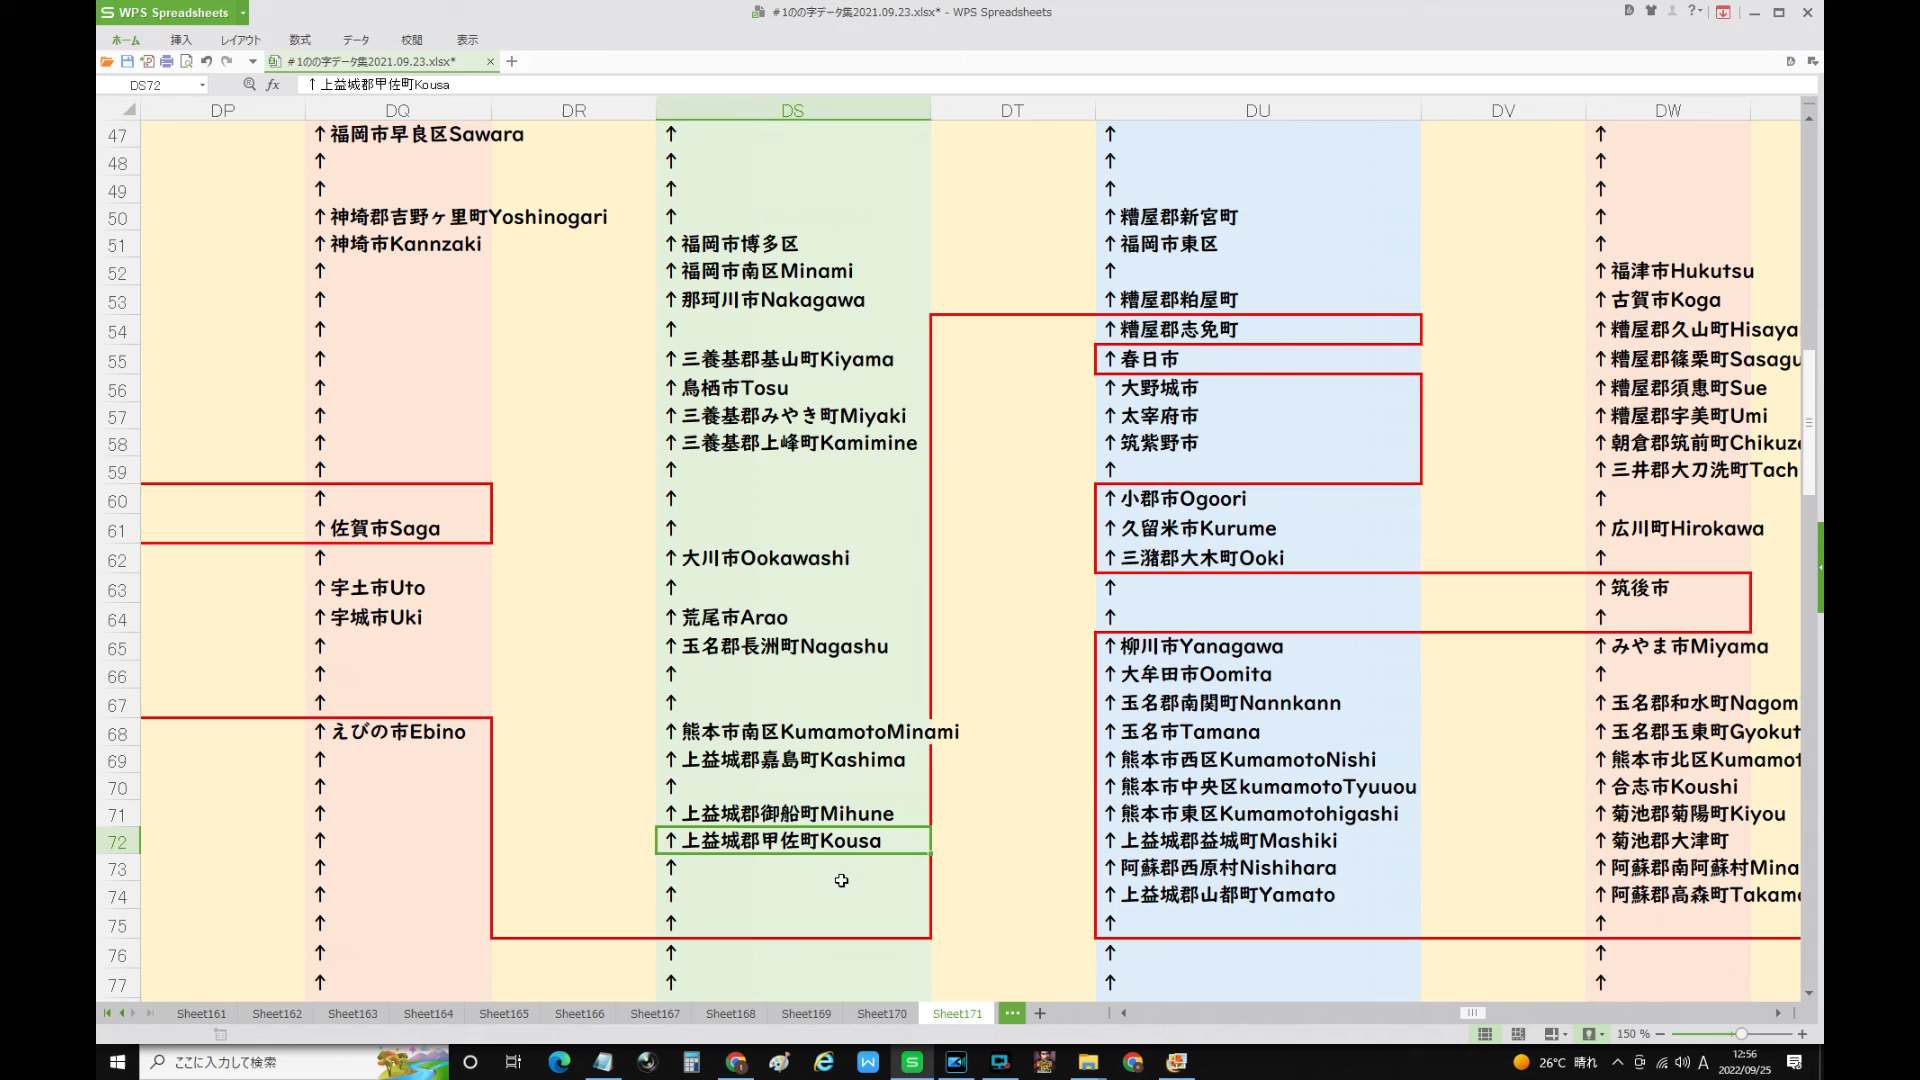 WPS Spreadsheets
#1のの字データ集2021.09.23.xlsx* - WPS Spreadsheets
ホーム 挿入 レイアウト 数式 データ 校閲 表示
#1のの字データ集2021.09.23.xlsx*
DS72 fx ↑上益城郡甲佐町Kousa
DP DQ DR DS DT DU DV DW
47 ↑福岡市早良区Sawara ↑ ↑ ↑
48 ↑ ↑ ↑ ↑
49 ↑ ↑ ↑ ↑
50 ↑神埼郡吉野ヶ里町Yoshinogari ↑ ↑糟屋郡新宮町 ↑
51 ↑神埼市Kannzaki ↑福岡市博多区 ↑福岡市東区 ↑
52 ↑ ↑福岡市南区Minami ↑ ↑福津市Hukutsu
53 ↑ ↑那珂川市Nakagawa ↑糟屋郡粕屋町 ↑古賀市Koga
54 ↑ ↑ ↑糟屋郡志免町 ↑糟屋郡久山町Hisaya
55 ↑ ↑三養基郡基山町Kiyama ↑春日市 ↑糟屋郡篠栗町Sasagu
56 ↑ ↑鳥栖市Tosu ↑大野城市 ↑糟屋郡須惠町Sue
57 ↑ ↑三養基郡みやき町Miyaki ↑太宰府市 ↑糟屋郡宇美町Umi
58 ↑ ↑三養基郡上峰町Kamimine ↑筑紫野市 ↑朝倉郡筑前町Chikuz
59 ↑ ↑ ↑ ↑三井郡大刀洗町Tach
60 ↑ ↑ ↑小郡市Ogoori ↑
61 ↑佐賀市Saga ↑ ↑久留米市Kurume ↑広川町Hirokawa
62 ↑ ↑大川市Ookawashi ↑三潴郡大木町Ooki ↑
63 ↑宇土市Uto ↑ ↑ ↑筑後市
64 ↑宇城市Uki ↑荒尾市Arao ↑ ↑
65 ↑ ↑玉名郡長洲町Nagashu ↑柳川市Yanagawa ↑みやま市Miyama
66 ↑ ↑ ↑大牟田市Oomita ↑
67 ↑ ↑ ↑玉名郡南関町Nannkann ↑玉名郡和水町Nagom
68 ↑えびの市Ebino ↑熊本市南区KumamotoMinami ↑玉名市Tamana ↑玉名郡玉東町Gyokut
69 ↑ ↑上益城郡嘉島町Kashima ↑熊本市西区KumamotoNishi ↑熊本市北区Kumamot
70 ↑ ↑ ↑熊本市中央区kumamotoTyuuou ↑合志市Koushi
71 ↑ ↑上益城郡御船町Mihune ↑熊本市東区Kumamotohigashi ↑菊池郡菊陽町Kiyou
72 ↑ ↑上益城郡甲佐町Kousa ↑上益城郡益城町Mashiki ↑菊池郡大津町
73 ↑ ↑ ↑阿蘇郡西原村Nishihara ↑阿蘇郡南阿蘇村Mina
74 ↑ ↑ ↑上益城郡山都町Yamato ↑阿蘇郡高森町Takam
75 ↑ ↑ ↑ ↑
76 ↑ ↑ ↑ ↑
77 ↑ ↑ ↑ ↑
Sheet161 Sheet162 Sheet163 Sheet164 Sheet165 Sheet166 Sheet167 Sheet168 Sheet169 Sheet170 Sheet171
150 %
ここに入力して検索
26°C 晴れ A 12:56
2022/09/25